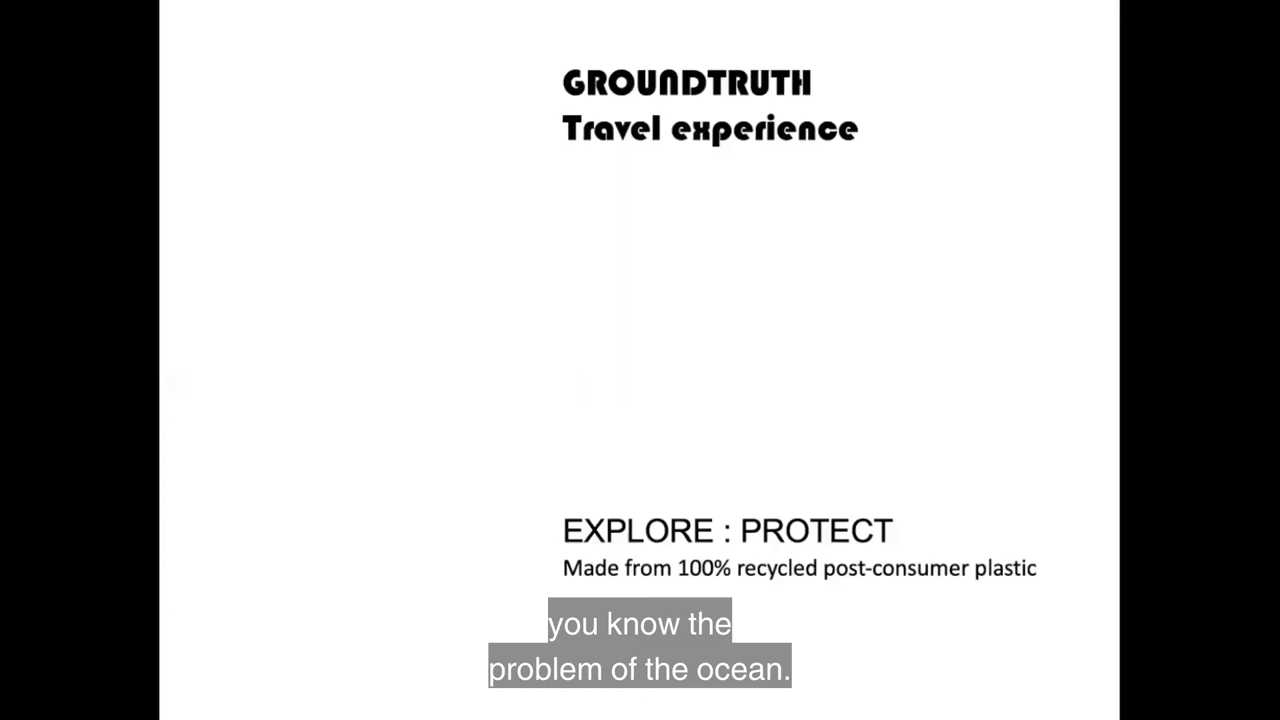 GROUNDTRUTH
Travel experience
EXPLORE : PROTECT
Made from 100% recycled post-consumer plastic
you know the
problem of the ocean.